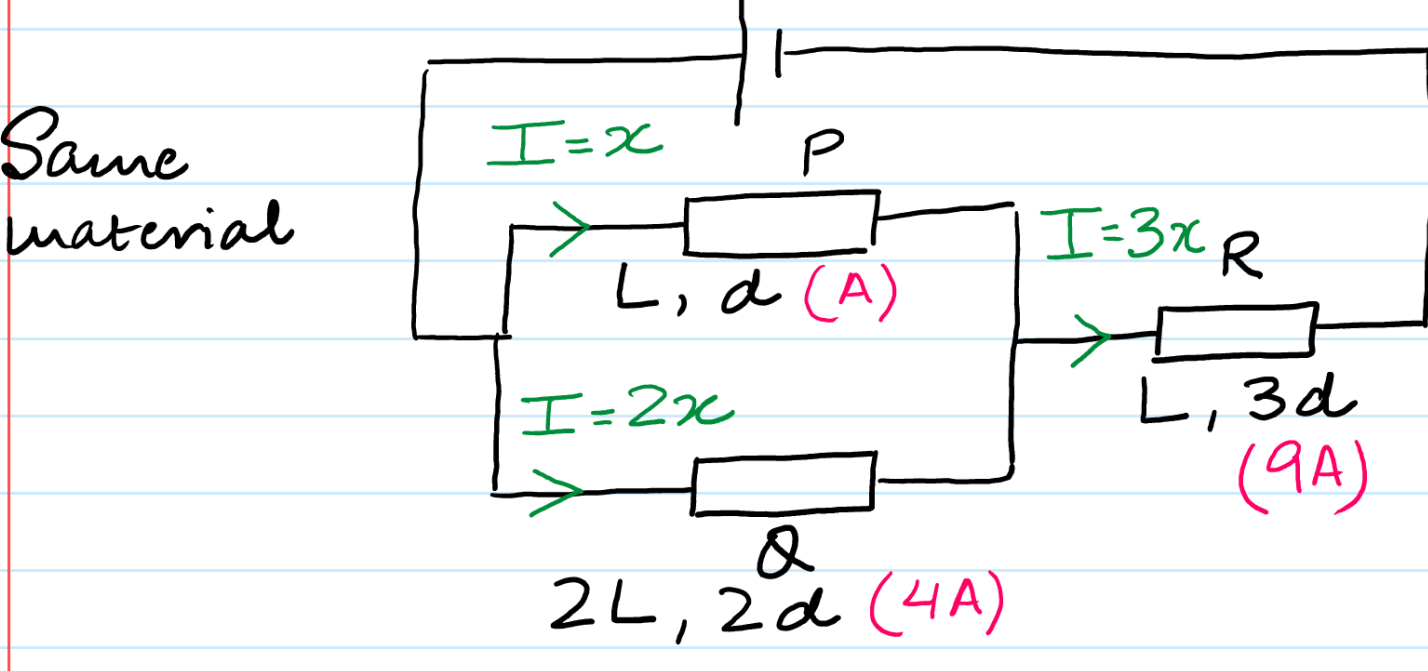 Same
material
I=x
P
L, d (A)
I=3x
R
L, 3d
(9A)
I=2x
Q
2L, 2d (4A)